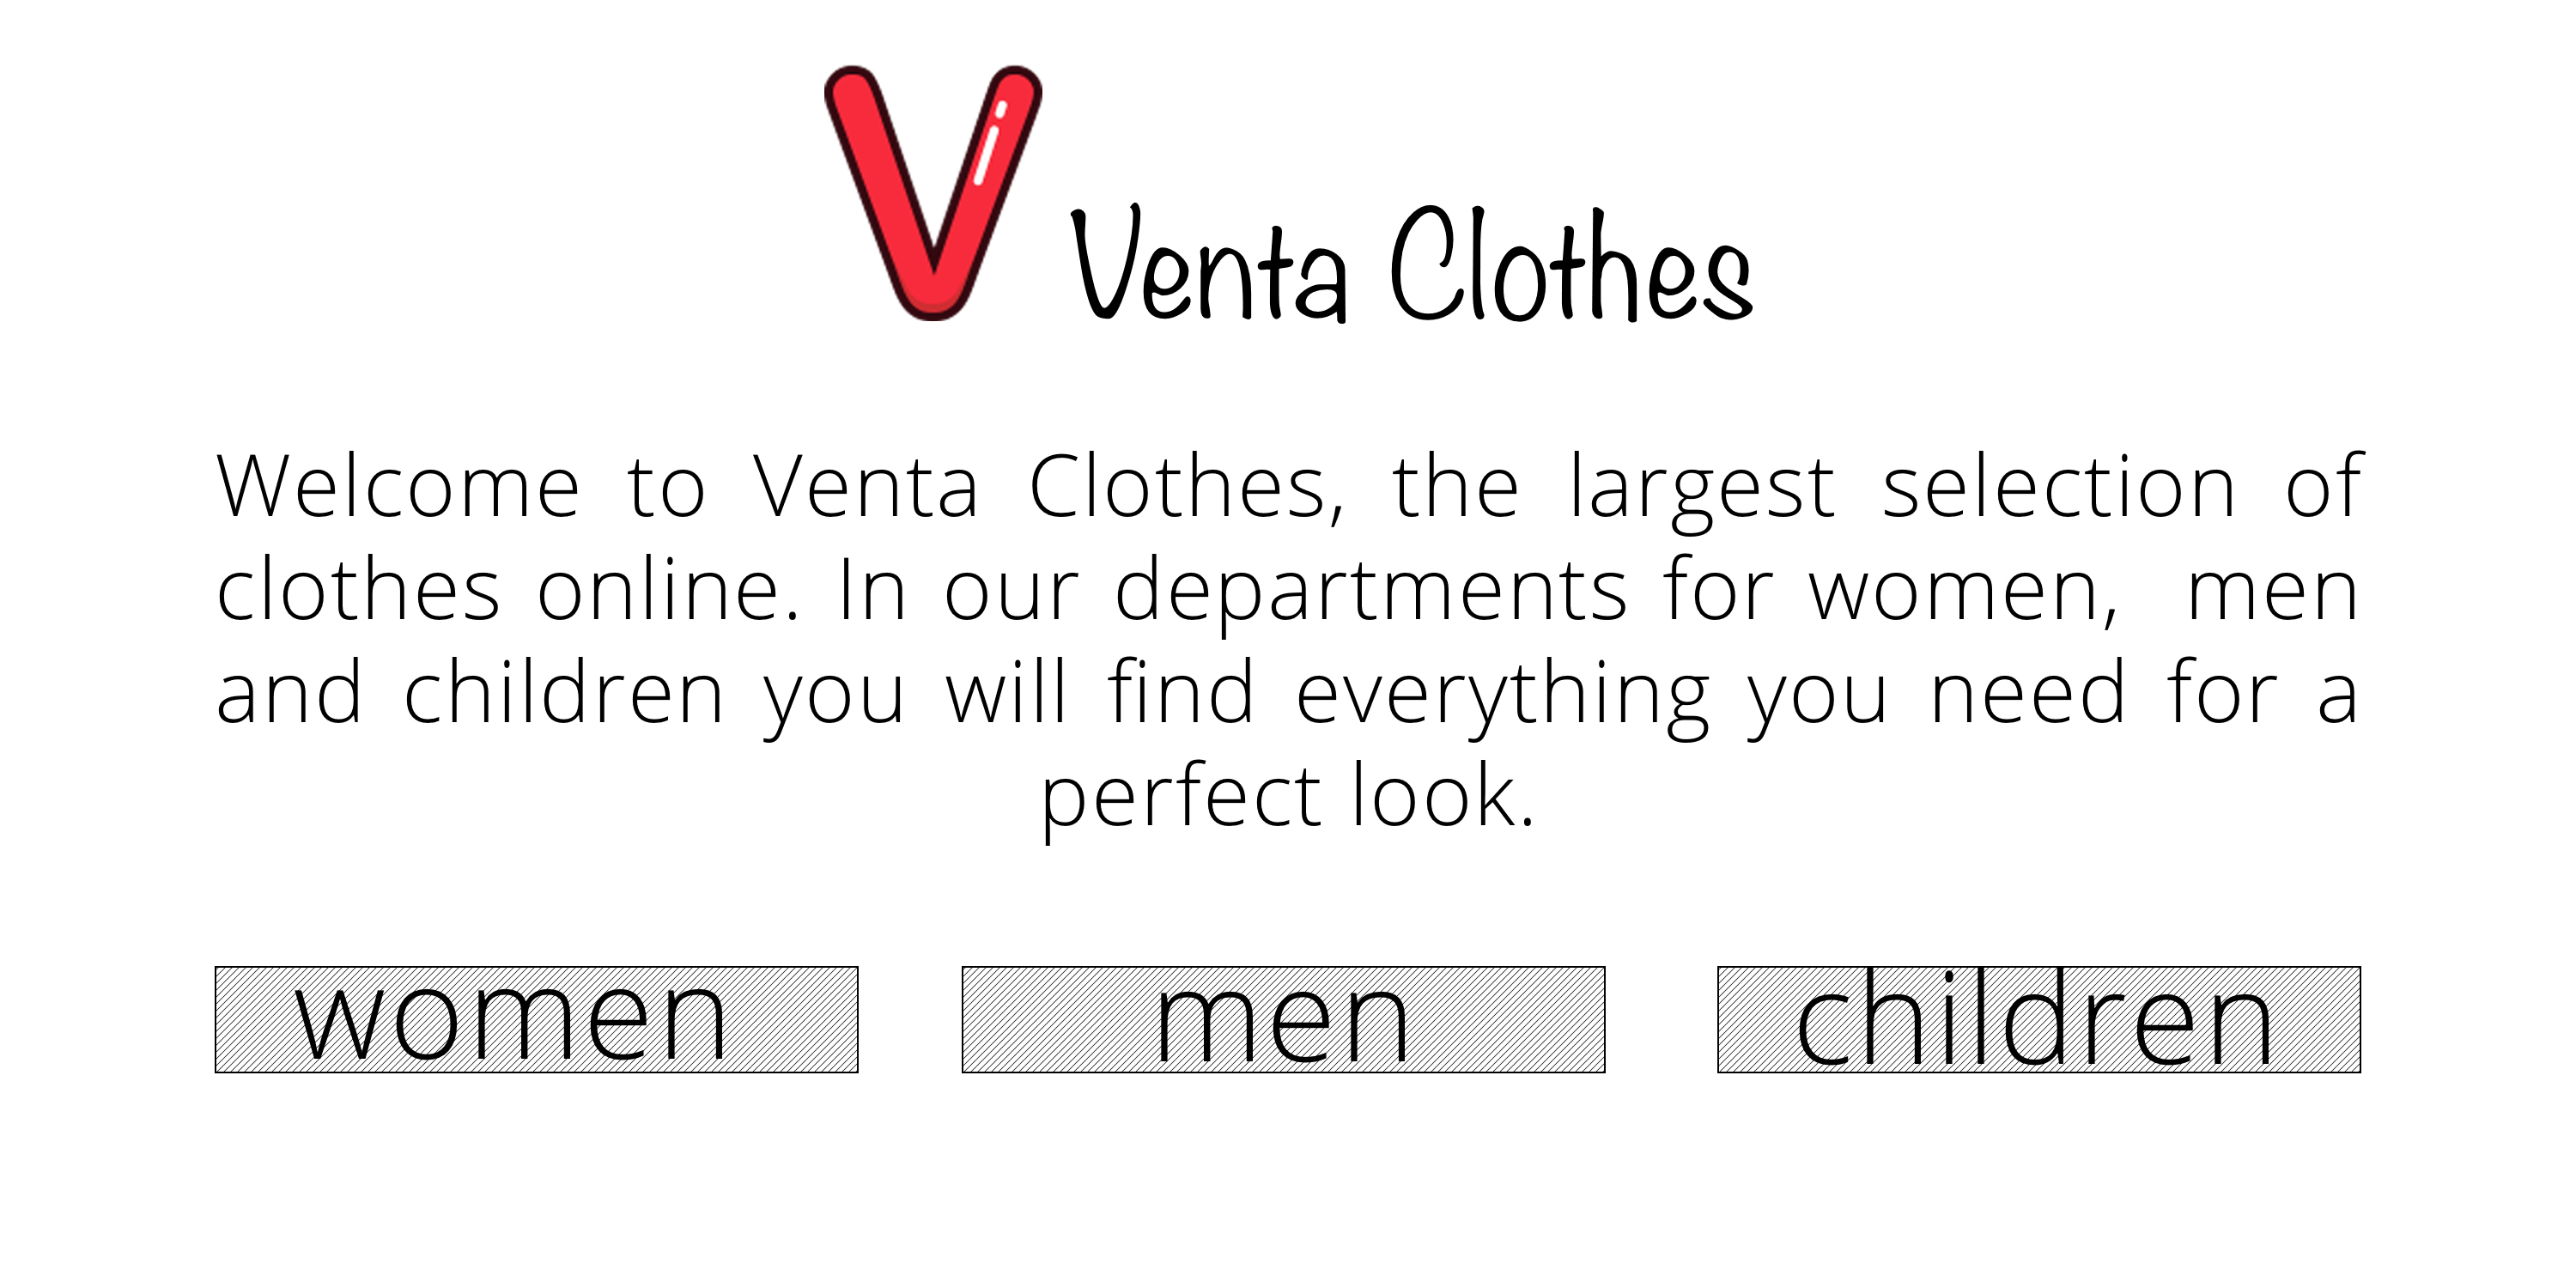 V Venta Clothes
Welcome to Venta Clothes, the largest selection of
clothes online. In our departments for women, men
and children you will find everything you need for a
perfect look.
women men children